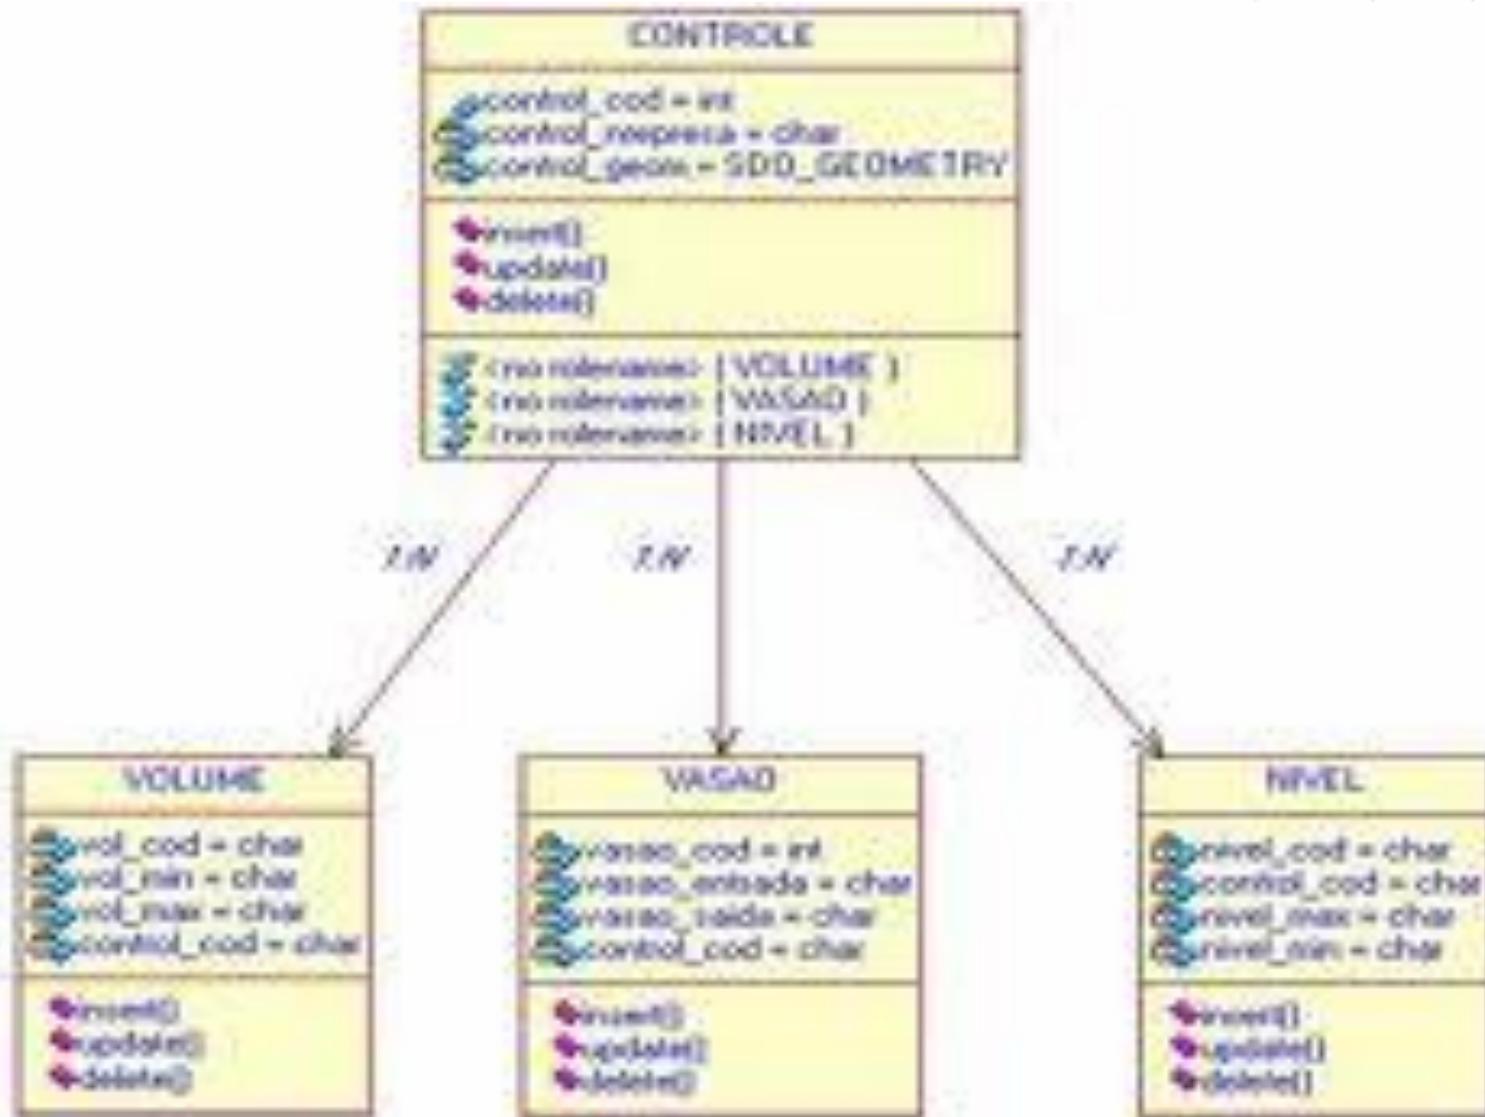 CONTROLE
control_cod = int
control_nrepresa = char
control_geom = SDO_GEOMETRY
insert()
update()
delete()
<no rolename> ( VOLUME )
<no rolename> ( VASAO )
<no rolename> ( NIVEL )
1:N 1:N 1:N
VOLUME
vol_cod = char
vol_min = char
vol_max = char
control_cod = char
insert()
update()
delete()
VASAO
vasao_cod = int
vasao_entrada = char
vasao_saida = char
control_cod = char
insert()
update()
delete()
NIVEL
nivel_cod = char
control_cod = char
nivel_max = char
nivel_min = char
insert()
update()
delete()